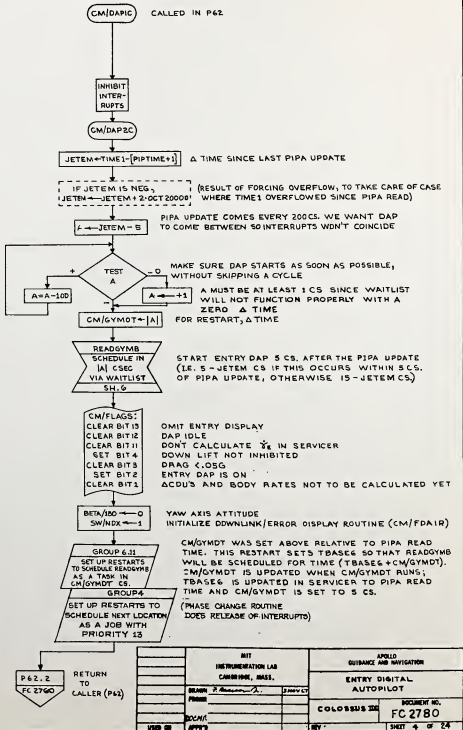 CM/DAPIC CALLED IN P62
INHIBIT
INTER-
RUPTS
CM/DAP2C
JETEM←TIME1-[PIPTIME+1] Δ TIME SINCE LAST PIPA UPDATE
IF JETEM IS NEG,
JETEM←JETEM+2·OCT20000
(RESULT OF FORCING OVERFLOW, TO TAKE CARE OF CASE
WHERE TIME1 OVERFLOWED SINCE PIPA READ)
A←JETEM-5
PIPA UPDATE COMES EVERY 200CS. WE WANT DAP
TO COME BETWEEN SO INTERRUPTS WON'T COINCIDE
+ TEST
A
-0
-
A=A-10D
A←+1
MAKE SURE DAP STARTS AS SOON AS POSSIBLE,
WITHOUT SKIPPING A CYCLE
A MUST BE AT LEAST 1 CS SINCE WAITLIST
WILL NOT FUNCTION PROPERLY WITH A
ZERO Δ TIME
CM/GYMDT←|A| FOR RESTART, Δ TIME
READGYMB
SCHEDULE IN
|A| CSEC
VIA WAITLIST
SH. 6
START ENTRY DAP 5 CS. AFTER THE PIPA UPDATE
(I.E. 5-JETEM CS IF THIS OCCURS WITHIN 5CS.
OF PIPA UPDATE, OTHERWISE 15-JETEM CS.)
CM/FLAGS:
CLEAR BIT 13 OMIT ENTRY DISPLAY
CLEAR BIT 12 DAP IDLE
CLEAR BIT 11 DON'T CALCULATE γ̇E IN SERVICER
SET BIT 4 DOWN LIFT NOT INHIBITED
CLEAR BIT 3 DRAG <.05G
SET BIT 2 ENTRY DAP IS ON
CLEAR BIT 1 ΔCDU'S AND BODY RATES NOT TO BE CALCULATED YET
BETA/180←0 YAW AXIS ATTITUDE
SW/NDX←1 INITIALIZE DOWNLINK/ERROR DISPLAY ROUTINE (CM/FDAIR)
GROUP 6.11
SET UP RESTARTS
TO SCHEDULE READGYMB
AS A TASK IN
CM/GYMDT CS.
CM/GYMDT WAS SET ABOVE RELATIVE TO PIPA READ
TIME. THIS RESTART SETS TBASE6 SO THAT READGYMB
WILL BE SCHEDULED FOR TIME (TBASE6+CM/GYMDT).
CM/GYMDT IS UPDATED WHEN CM/GYMDT RUNS;
TBASE6 IS UPDATED IN SERVICER TO PIPA READ
TIME AND CM/GYMDT IS SET TO 5 CS.
GROUP4
SET UP RESTARTS TO
SCHEDULE NEXT LOCATION
AS A JOB WITH
PRIORITY 13
(PHASE CHANGE ROUTINE
DOES RELEASE OF INTERRUPTS)
P62.2
FC 2760
RETURN
TO
CALLER (P62)
MIT
INSTRUMENTATION LAB
CAMBRIDGE, MASS.
APOLLO
GUIDANCE AND NAVIGATION
DRAWN
ENTRY DIGITAL
AUTOPILOT
COLOSSUS
DOCUMENT NO.
FC 2780
USED ON
APPR'D
REV
SHEET 4 OF 24